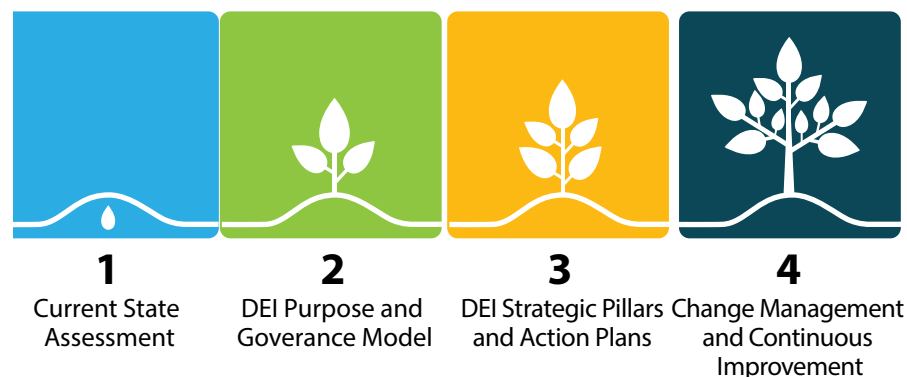 1
Current State
Assessment
2
DEI Purpose and
Goverance Model
3
DEI Strategic Pillars
and Action Plans
4
Change Management
and Continuous
Improvement